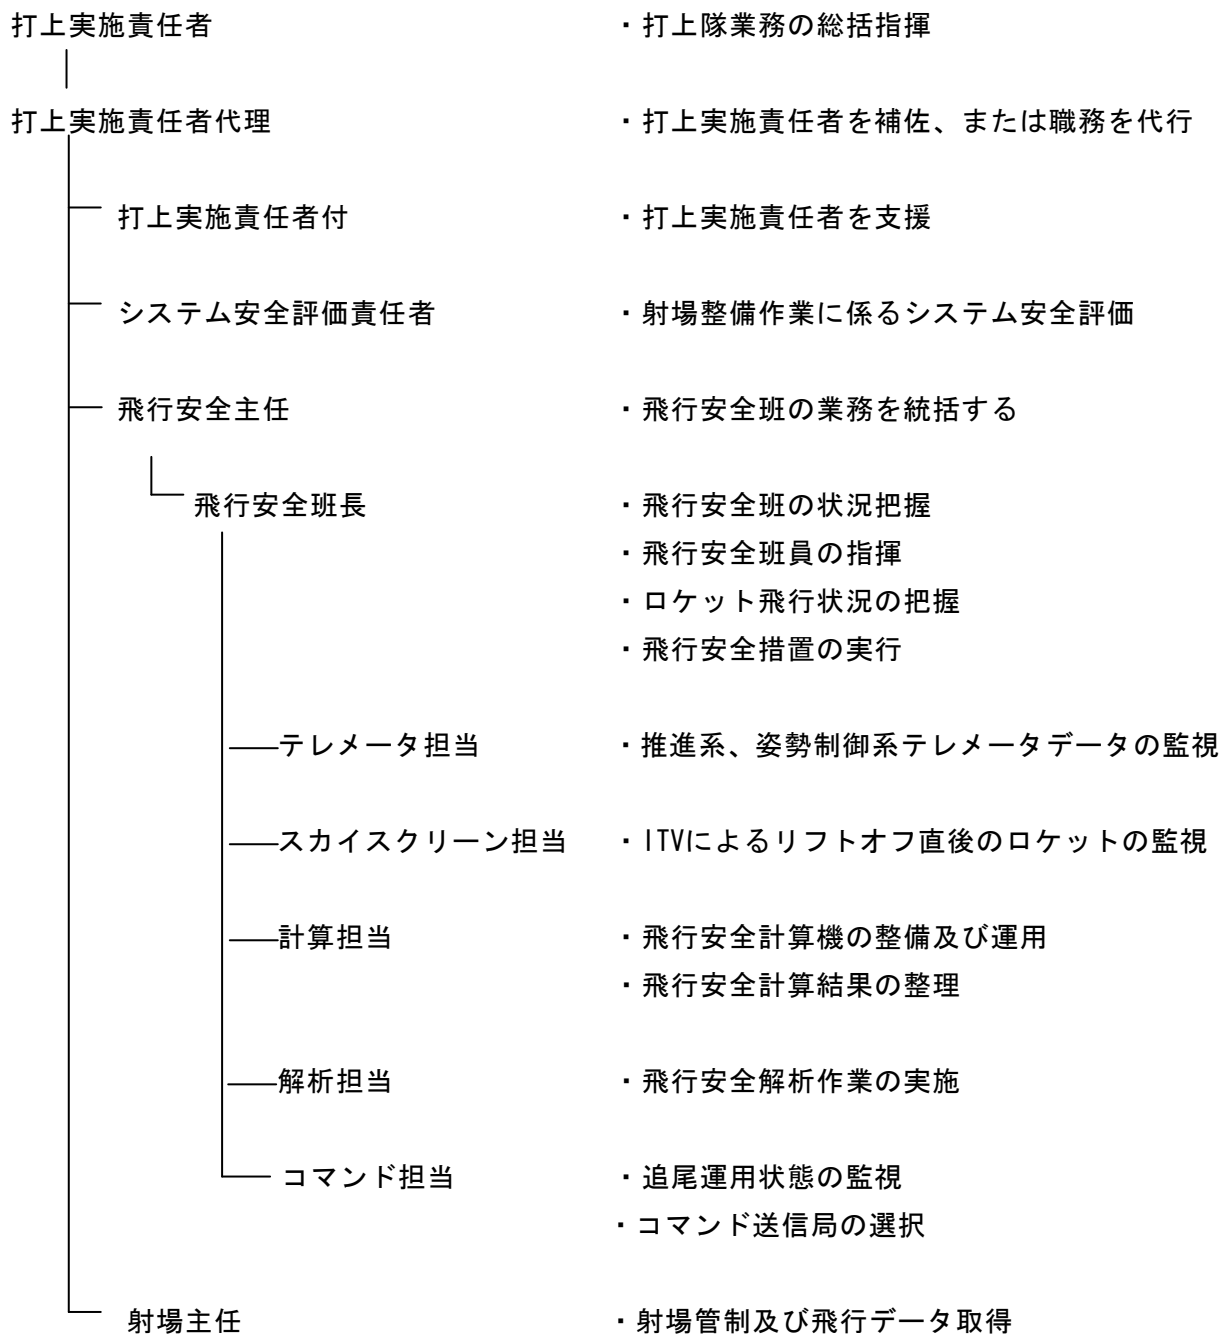 打上実施責任者 ・打上隊業務の総括指揮
打上実施責任者代理 ・打上実施責任者を補佐、または職務を代行
打上実施責任者付 ・打上実施責任者を支援
システム安全評価責任者 ・射場整備作業に係るシステム安全評価
飛行安全主任 ・飛行安全班の業務を統括する
飛行安全班長 ・飛行安全班の状況把握
・飛行安全班員の指揮
・ロケット飛行状況の把握
・飛行安全措置の実行
テレメータ担当 ・推進系、姿勢制御系テレメータデータの監視
スカイスクリーン担当 ・ITVによるリフトオフ直後のロケットの監視
計算担当 ・飛行安全計算機の整備及び運用
・飛行安全計算結果の整理
解析担当 ・飛行安全解析作業の実施
コマンド担当 ・追尾運用状態の監視
・コマンド送信局の選択
射場主任 ・射場管制及び飛行データ取得